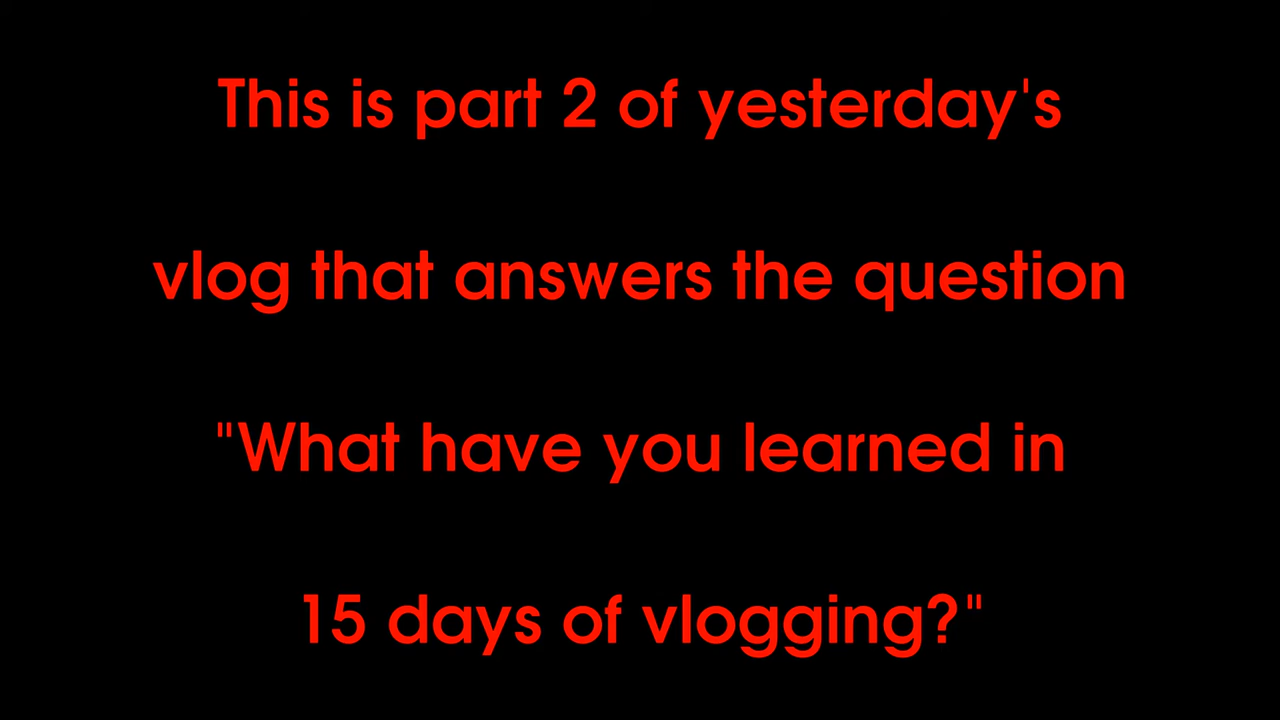 This is part 2 of yesterday's
vlog that answers the question
"What have you learned in
15 days of vlogging?"